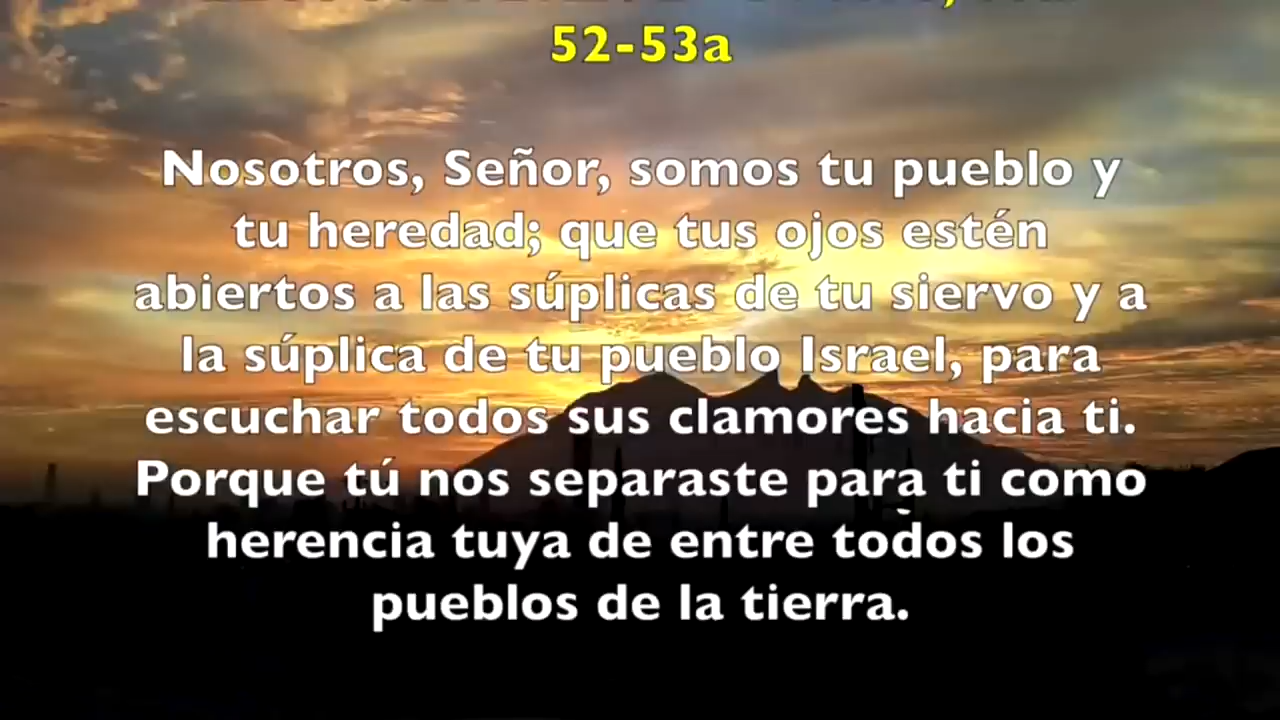 52-53a
Nosotros, Señor, somos tu pueblo y
tu heredad; que tus ojos estén
abiertos a las súplicas de tu siervo y a
la súplica de tu pueblo Israel, para
escuchar todos sus clamores hacia ti.
Porque tú nos separaste para ti como
herencia tuya de entre todos los
pueblos de la tierra.